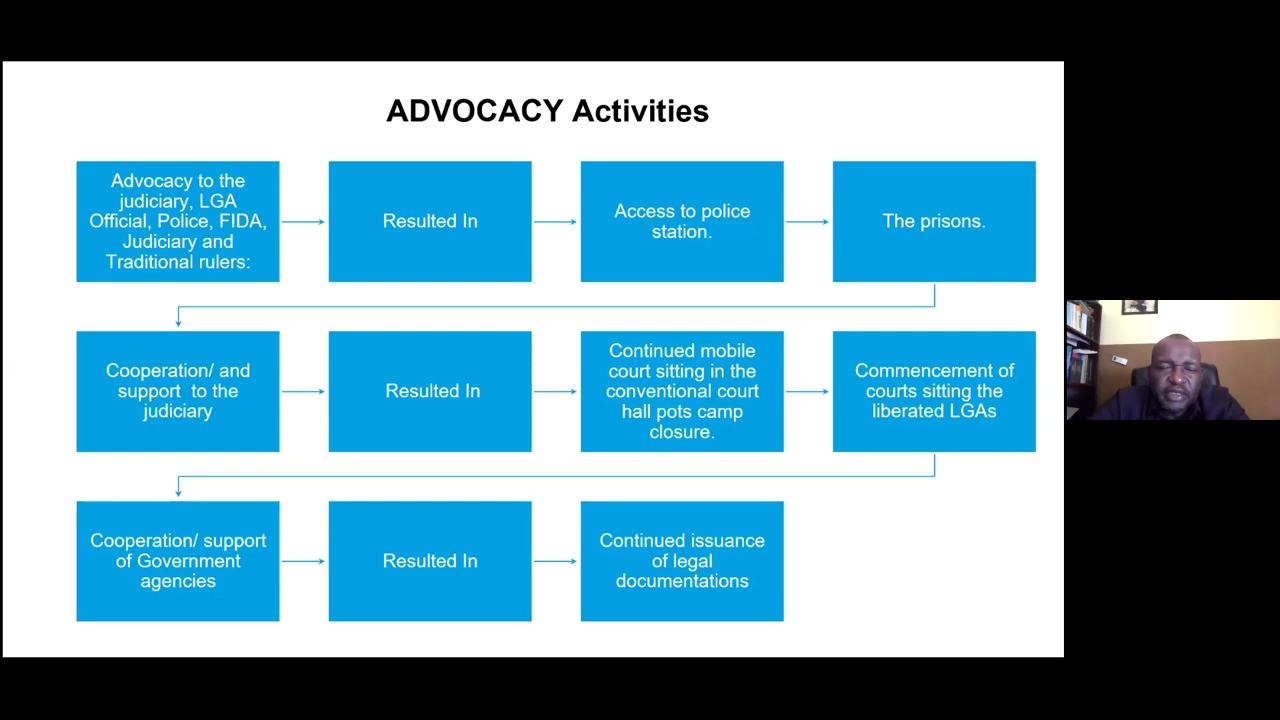 ADVOCACY Activities
Advocacy to the
judiciary, LGA
Official, Police, FIDA,
Judiciary and
Traditional rulers:
Resulted In
Access to police
station.
The prisons.
Cooperation/ and
support to the
judiciary
Resulted In
Continued mobile
court sitting in the
conventional court
hall pots camp
closure.
Commencement of
courts sitting the
liberated LGAs
Cooperation/ support
of Government
agencies
Resulted In
Continued issuance
of legal
documentations